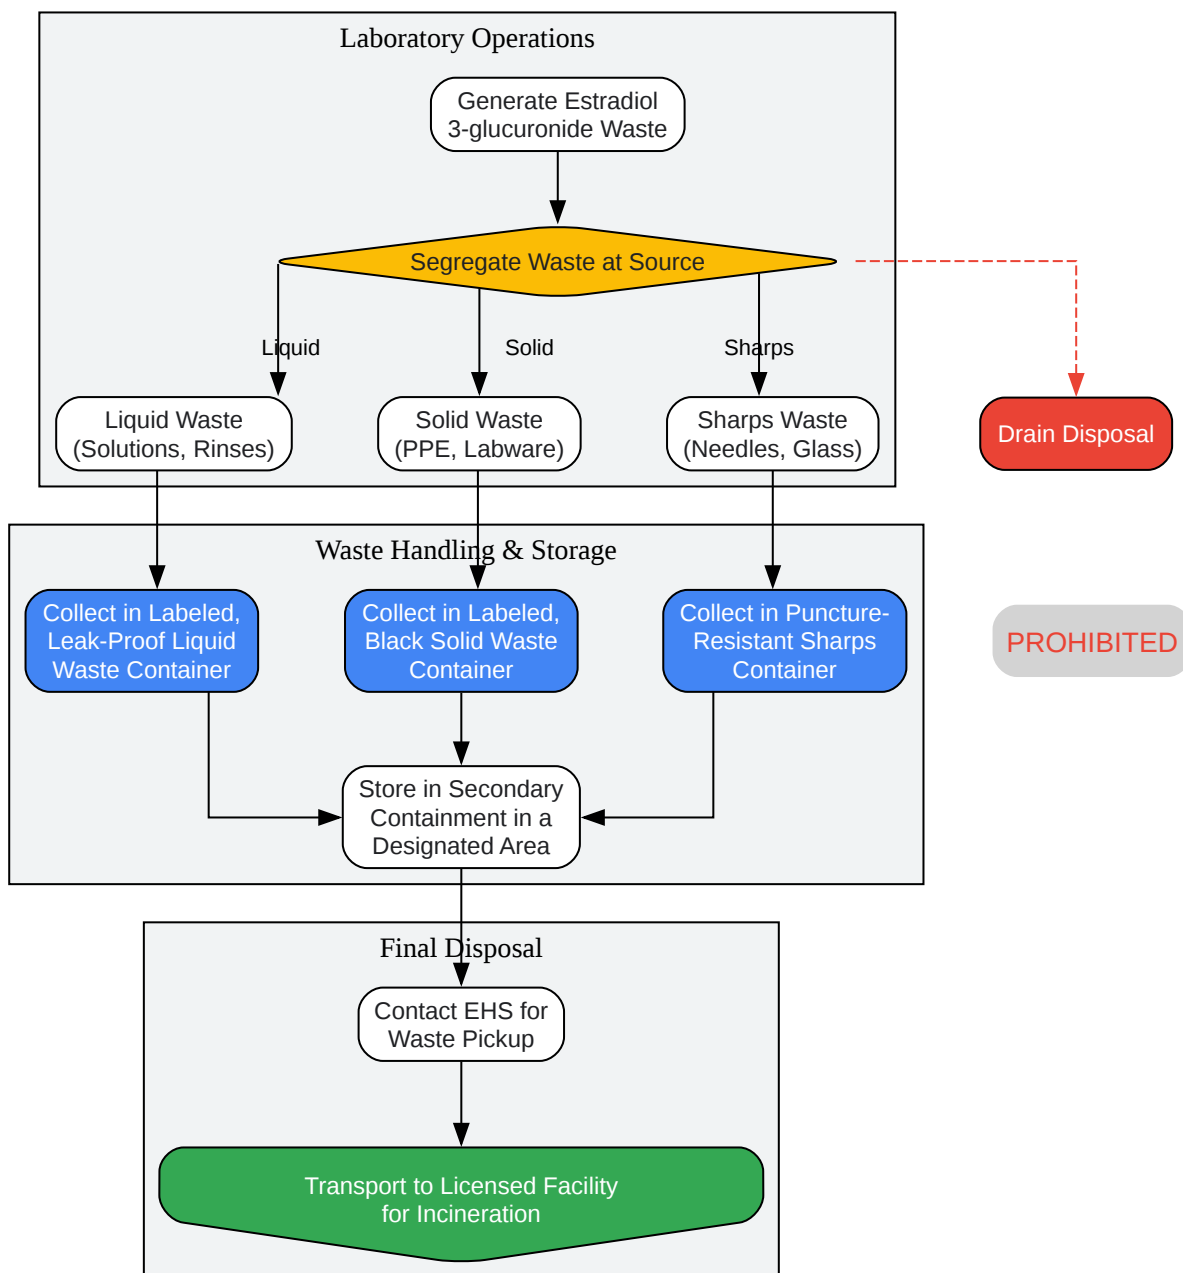 Laboratory Operations
Generate Estradiol
3-glucuronide Waste
Segregate Waste at Source
Liquid
Solid
Sharps
Liquid Waste
(Solutions, Rinses)
Solid Waste
(PPE, Labware)
Sharps Waste
(Needles, Glass)
Drain Disposal
Waste Handling & Storage
Collect in Labeled,
Leak-Proof Liquid
Waste Container
Collect in Labeled,
Black Solid Waste
Container
Collect in Puncture-
Resistant Sharps
Container
PROHIBITED
Store in Secondary
Containment in a
Designated Area
Final Disposal
Contact EHS for
Waste Pickup
Transport to Licensed Facility
for Incineration